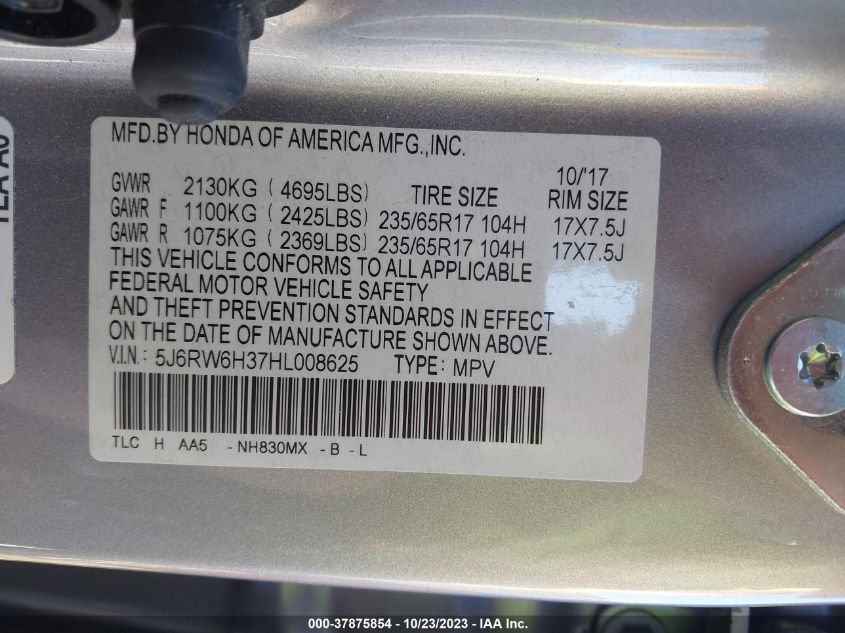 MFD.BY HONDA OF AMERICA MFG.,INC.
10/'17
GVWR 2130KG ( 4695LBS) TIRE SIZE RIM SIZE
GAWR F 1100KG ( 2425LBS) 235/65R17 104H 17X7.5J
GAWR R 1075KG ( 2369LBS) 235/65R17 104H 17X7.5J
THIS VEHICLE CONFORMS TO ALL APPLICABLE
FEDERAL MOTOR VEHICLE SAFETY
AND THEFT PREVENTION STANDARDS IN EFFECT
ON THE DATE OF MANUFACTURE SHOWN ABOVE.
V.I.N: 5J6RW6H37HL008625 TYPE: MPV
TLC H AA5 -NH830MX -B -L
000-37875854 - 10/23/2023 - IAA Inc.